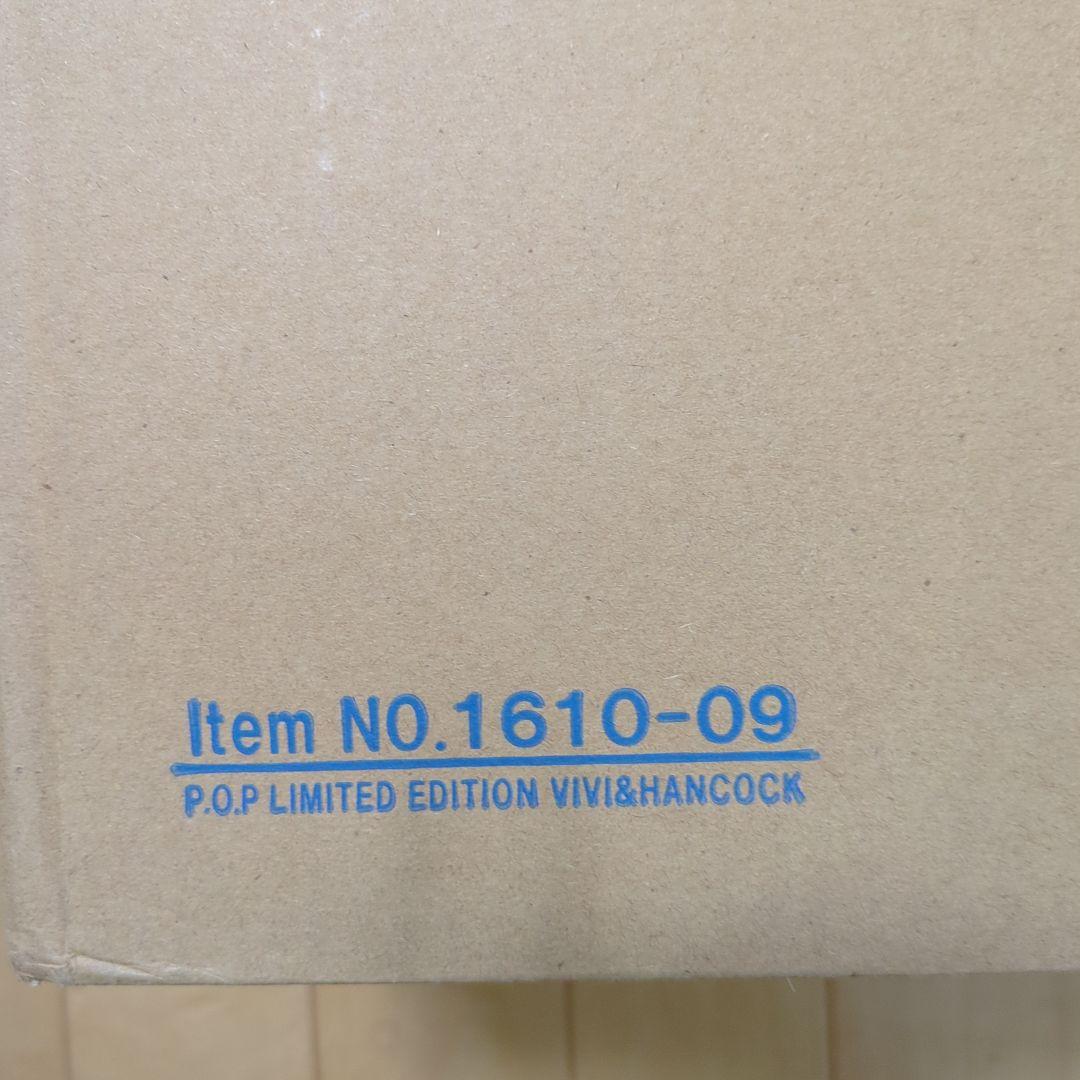 Item NO.1610-09
P.O.P LIMITED EDITION VIVI&HANCOCK